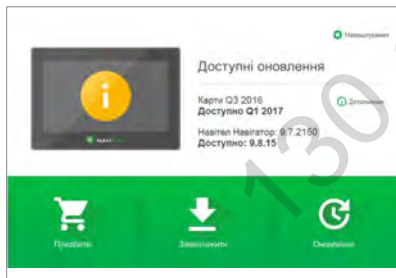 Налаштування
Доступні оновлення
Карти Q3 2016
Доступно Q1 2017
Детальніше
Навітел Навігатор: 9.7.2150
Доступно: 9.8.15
130
Придбати
Завантажити
Оновлення